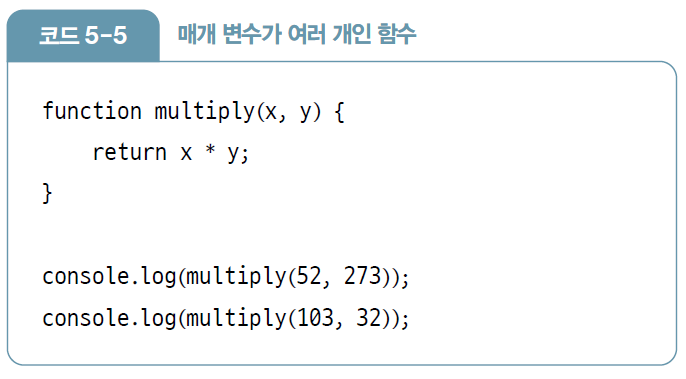 코드 5-5 매개 변수가 여러 개인 함수
function multiply(x, y) {
    return x * y;
}
console.log(multiply(52, 273));
console.log(multiply(103, 32));